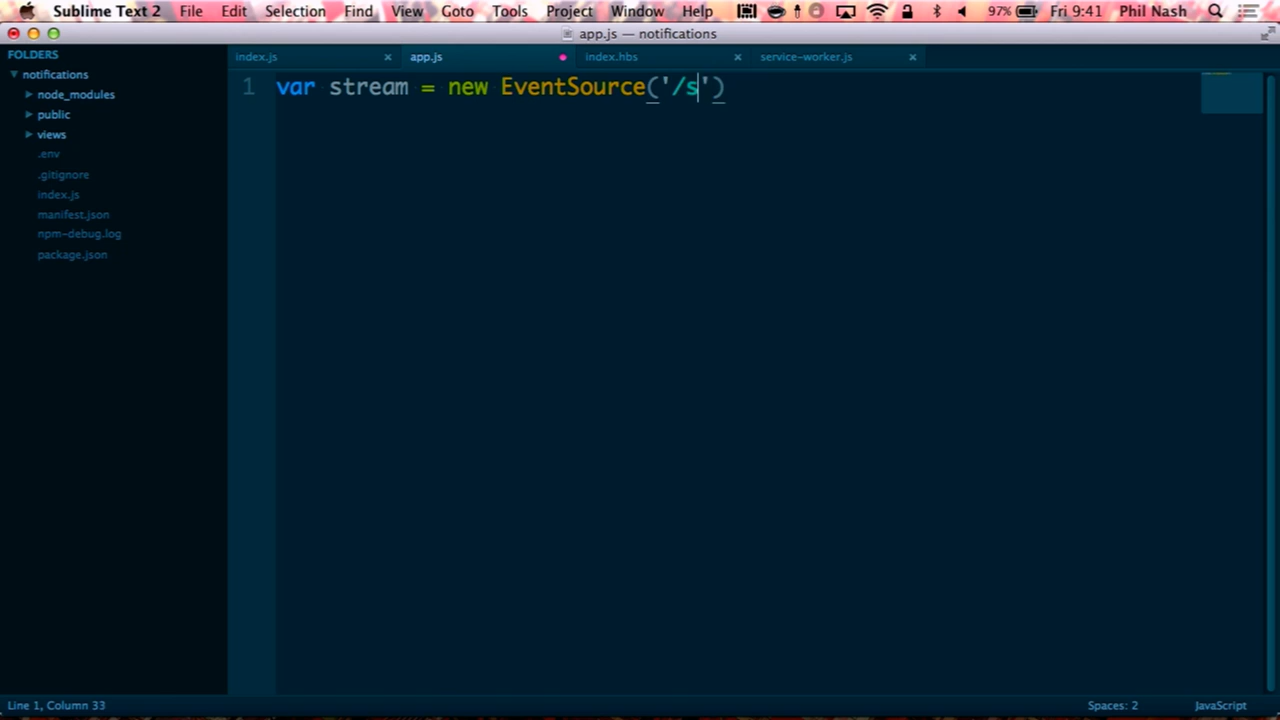 Sublime Text 2 File Edit Selection Find View Goto Tools Project Window Help 97% Fri 9:41 Phil Nash
app.js — notifications
FOLDERS
notifications
node_modules
public
views
.env
.gitignore
index.js
manifest.json
npm-debug.log
package.json
index.js app.js index.hbs service-worker.js
1 var stream = new EventSource('/s')
Line 1, Column 33 Spaces: 2 JavaScript